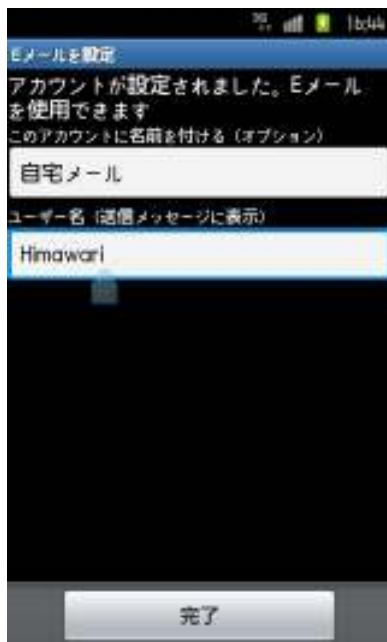 16:44
Eメールを設定
アカウントが設定されました。Eメール
を使用できます
このアカウントに名前を付ける（オプション）
自宅メール
ユーザー名（送信メッセージに表示）
Himawari
完了